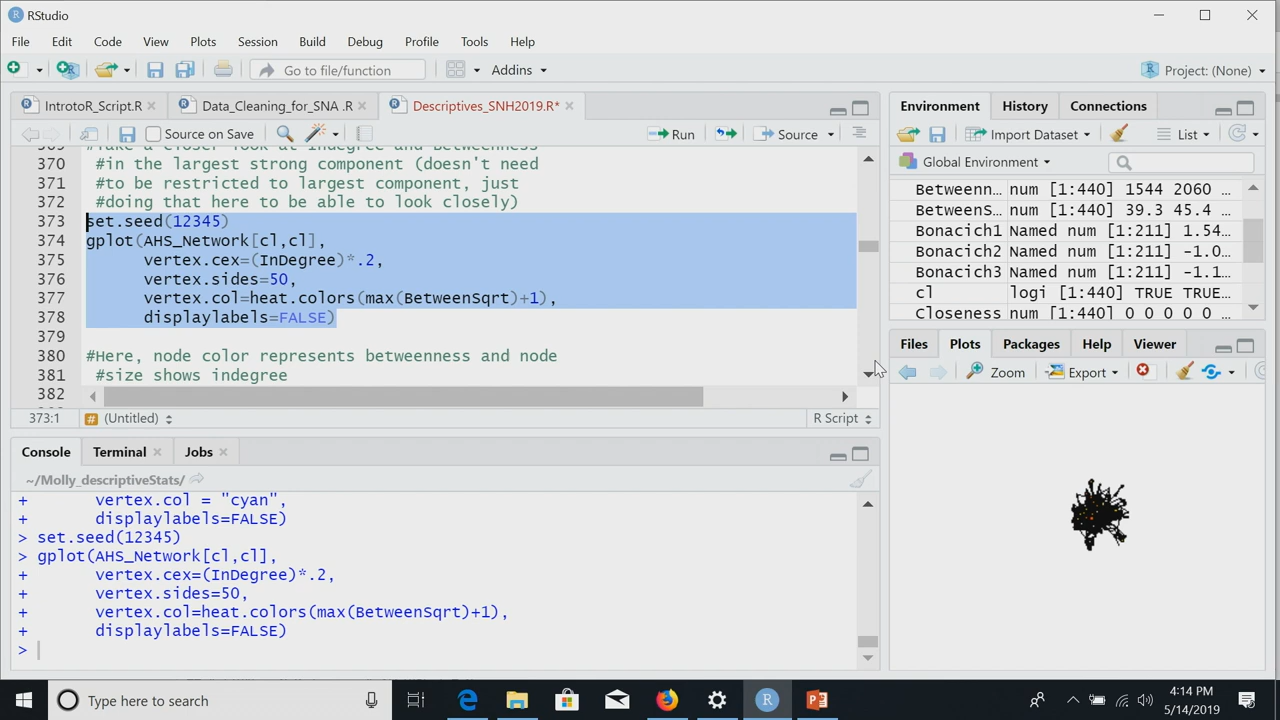 RStudio
File Edit Code View Plots Session Build Debug Profile Tools Help
Go to file/function Addins Project: (None)
IntrotoR_Script.R Data_Cleaning_for_SNA .R Descriptives_SNH2019.R*
Source on Save Run Source
370 #in the largest strong component (doesn't need
371 #to be restricted to largest component, just
372 #doing that here to be able to look closely)
373 set.seed(12345)
374 gplot(AHS_Network[cl,cl],
375 vertex.cex=(InDegree)*.2,
376 vertex.sides=50,
377 vertex.col=heat.colors(max(BetweenSqrt)+1),
378 displaylabels=FALSE)
379
380 #Here, node color represents betweenness and node
381 #size shows indegree
382
373:1 (Untitled) R Script
Console Terminal Jobs
~/Molly_descriptiveStats/
+ vertex.col = "cyan",
+ displaylabels=FALSE)
> set.seed(12345)
> gplot(AHS_Network[cl,cl],
+ vertex.cex=(InDegree)*.2,
+ vertex.sides=50,
+ vertex.col=heat.colors(max(BetweenSqrt)+1),
+ displaylabels=FALSE)
>
Environment History Connections
Import Dataset List
Global Environment
Betweenn… num [1:440] 1544 2060 …
BetweenS… num [1:440] 39.3 45.4 …
Bonacich1 Named num [1:211] 1.54…
Bonacich2 Named num [1:211] -1.0…
Bonacich3 Named num [1:211] -1.1…
cl logi [1:440] TRUE TRUE…
Closeness num [1:440] 0 0 0 0 0 …
Files Plots Packages Help Viewer
Zoom Export
Type here to search
4:14 PM
5/14/2019